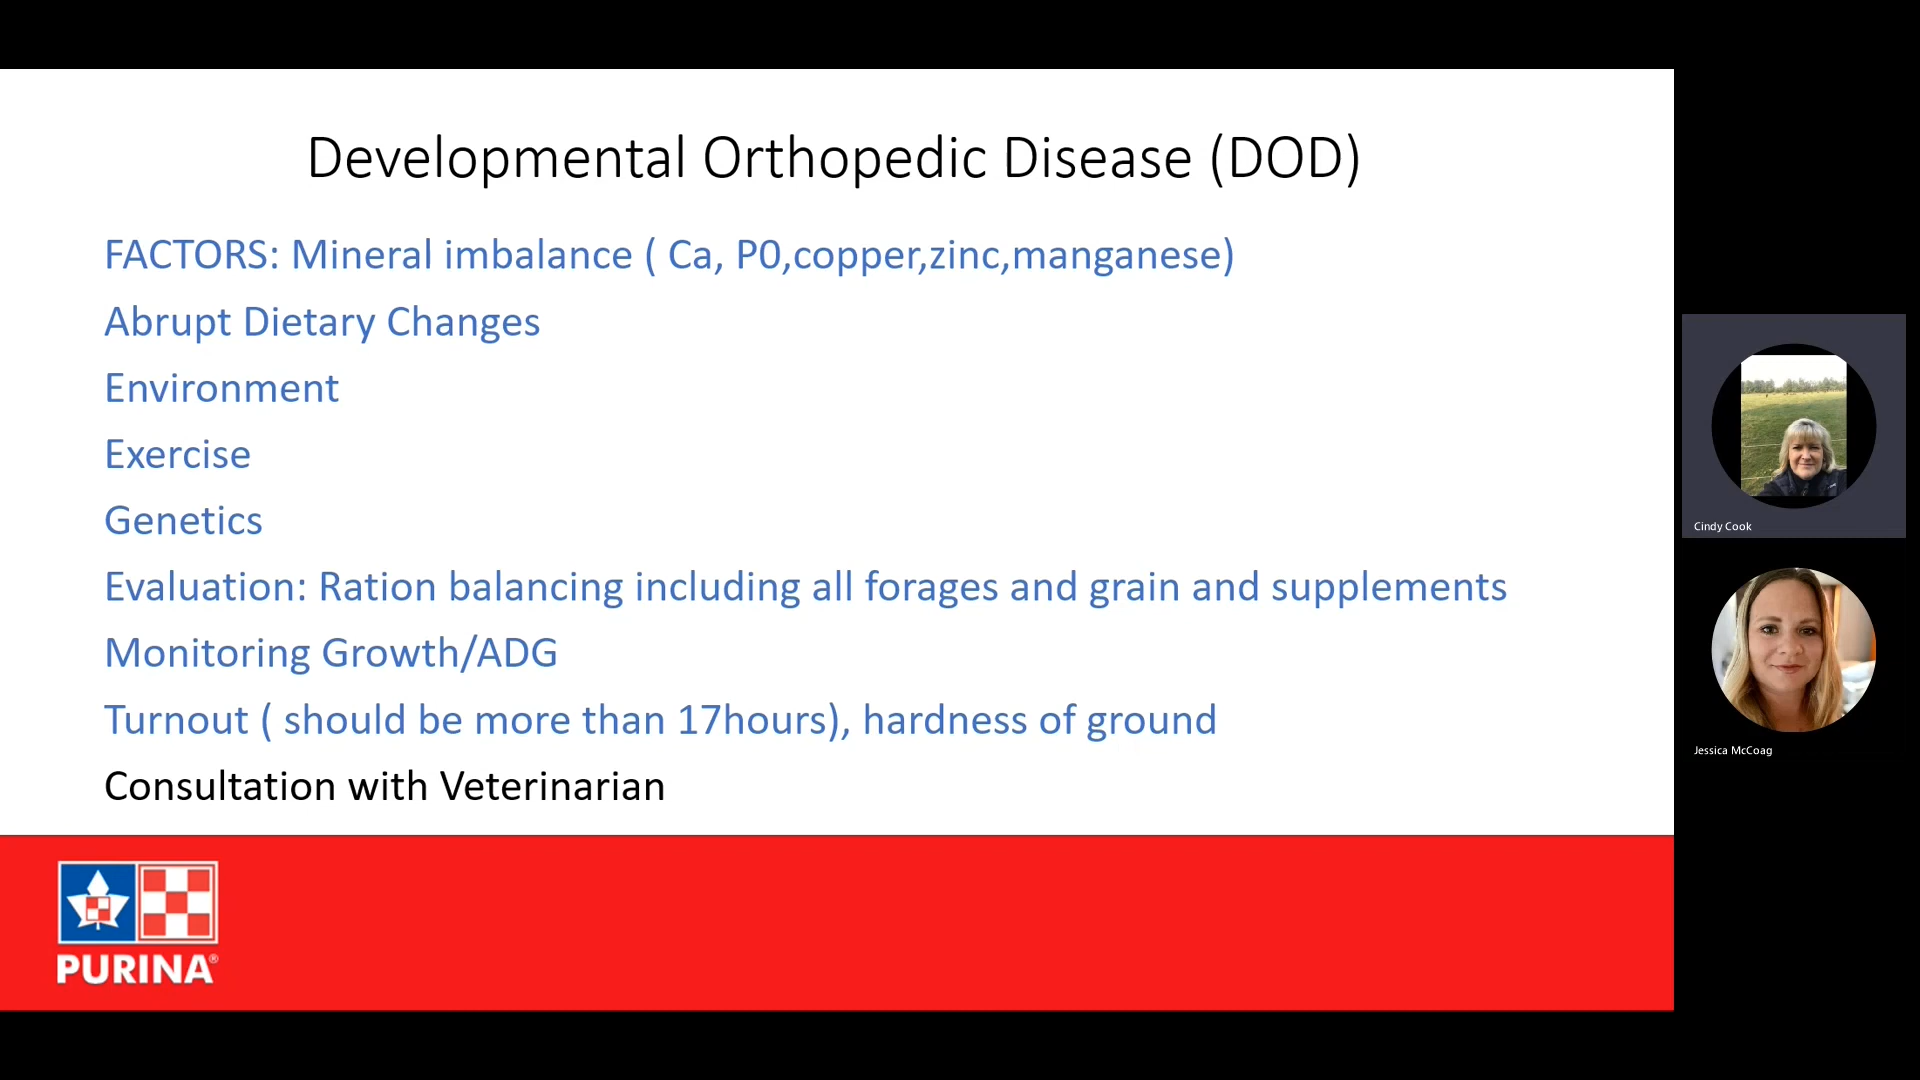 Developmental Orthopedic Disease (DOD)
FACTORS: Mineral imbalance ( Ca, P0,copper,zinc,manganese)
Abrupt Dietary Changes
Environment
Exercise
Genetics
Evaluation: Ration balancing including all forages and grain and supplements
Monitoring Growth/ADG
Turnout ( should be more than 17hours), hardness of ground
Consultation with Veterinarian
PURINA®
Cindy Cook
Jessica McCoag